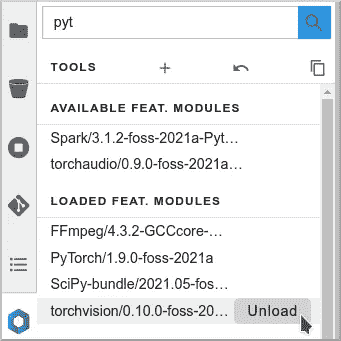 pyt
TOOLS
AVAILABLE FEAT. MODULES
Spark/3.1.2-foss-2021a-Pyt…
torchaudio/0.9.0-foss-2021a…
LOADED FEAT. MODULES
FFmpeg/4.3.2-GCCcore-…
PyTorch/1.9.0-foss-2021a
SciPy-bundle/2021.05-fos…
torchvision/0.10.0-foss-20… Unload